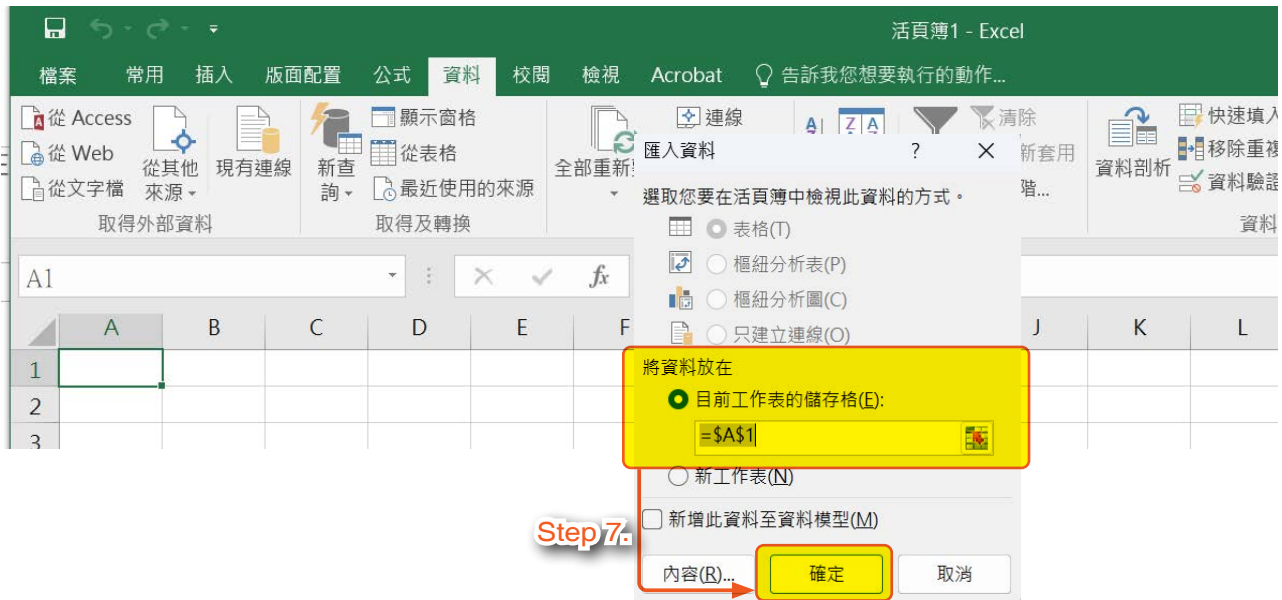 活頁簿1 - Excel
檔案 常用 插入 版面配置 公式 資料 校閱 檢視 Acrobat 告訴我您想要執行的動作...
從 Access
從 Web
從文字檔
從其他
來源
現有連線
取得外部資料
新查
詢
顯示窗格
從表格
最近使用的來源
取得及轉換
全部重新
連線
清除
新套用
階...
資料剖析
快速填入
移除重複
資料驗證
資料
A1
fx
A B C D E F J K L
1
2
3
匯入資料 ?
選取您要在活頁簿中檢視此資料的方式。
表格(T)
樞紐分析表(P)
樞紐分析圖(C)
只建立連線(O)
將資料放在
目前工作表的儲存格(E):
=$A$1
新工作表(N)
新增此資料至資料模型(M)
Step 7.
內容(R)... 確定 取消